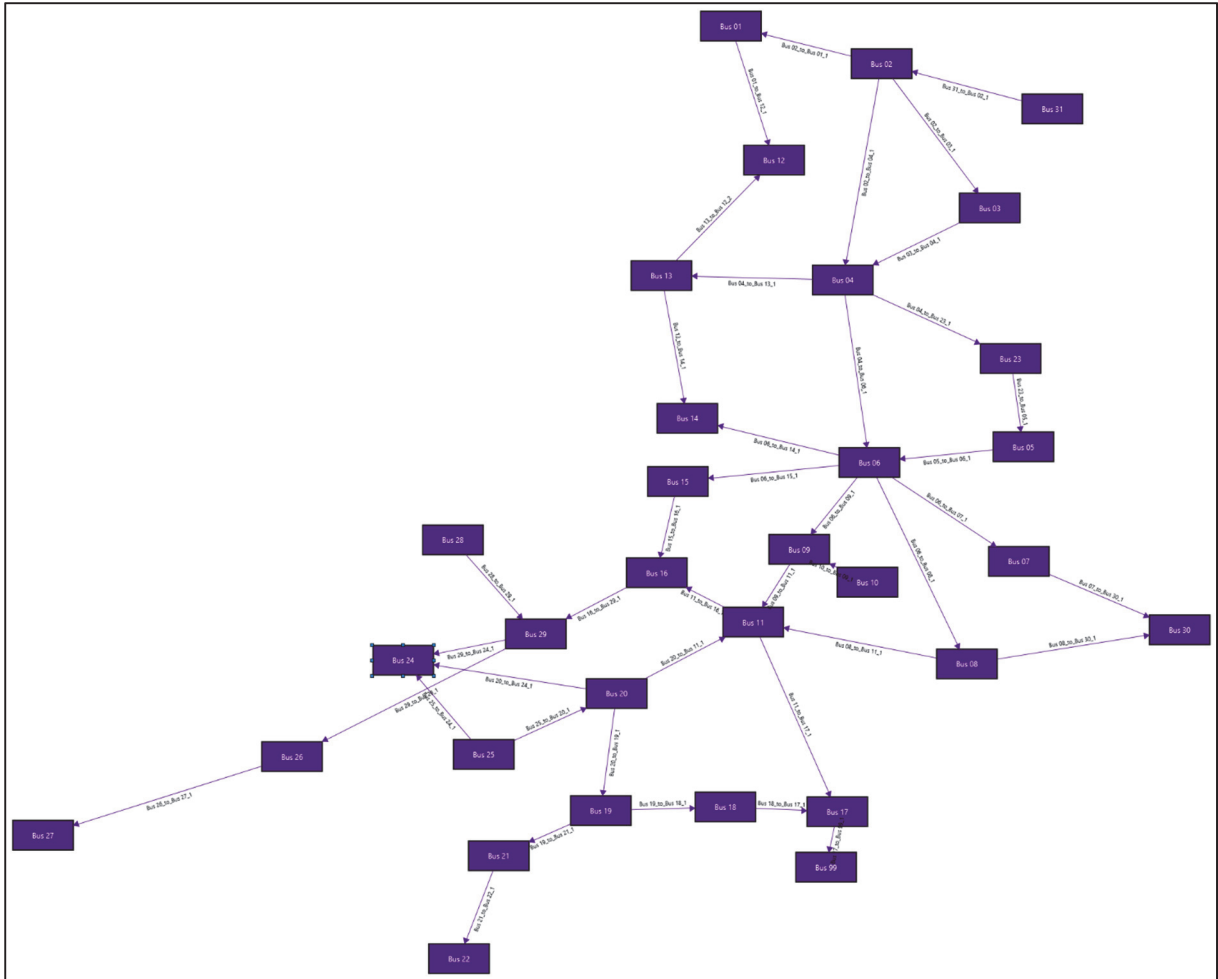 Bus 01
Bus 02_to_Bus 01_1
Bus 02
Bus 31_to_Bus 02_1
Bus 31
Bus 01_to_Bus 12_1
Bus 02_to_Bus 03_1
Bus 02_to_Bus 04_1
Bus 12
Bus 13_to_Bus 12_2
Bus 03
Bus 03_to_Bus 04_1
Bus 13
Bus 04_to_Bus 13_1
Bus 04
Bus 04_to_Bus 23_1
Bus 13_to_Bus 14_1
Bus 04_to_Bus 06_1
Bus 23
Bus 23_to_Bus 05_1
Bus 14
Bus 06_to_Bus 14_1
Bus 05_to_Bus 06_1
Bus 05
Bus 06
Bus 15
Bus 06_to_Bus 15_1
Bus 06_to_Bus 09_1
Bus 06_to_Bus 07_1
Bus 15_to_Bus 16_1
Bus 06_to_Bus 08_1
Bus 28
Bus 09
Bus 07
Bus 28_to_Bus 29_1
Bus 16
Bus 10
Bus 09_to_Bus 11_1
Bus 07_to_Bus 30_1
Bus 16_to_Bus 29_1
Bus 11_to_Bus 16_1
Bus 11
Bus 30
Bus 29
Bus 08_to_Bus 11_1
Bus 08_to_Bus 30_1
Bus 29_to_Bus 24_1
Bus 20_to_Bus 11_1
Bus 24
Bus 08
Bus 20_to_Bus 24_1
Bus 20
Bus 25_to_Bus 20_1
Bus 11_to_Bus 17_1
Bus 26
Bus 25
Bus 20_to_Bus 19_1
Bus 26_to_Bus 27_1
Bus 19
Bus 19_to_Bus 18_1
Bus 18
Bus 18_to_Bus 17_1
Bus 17
Bus 27
Bus 19_to_Bus 21_1
Bus 21
Bus 99
Bus 21_to_Bus 22_1
Bus 22